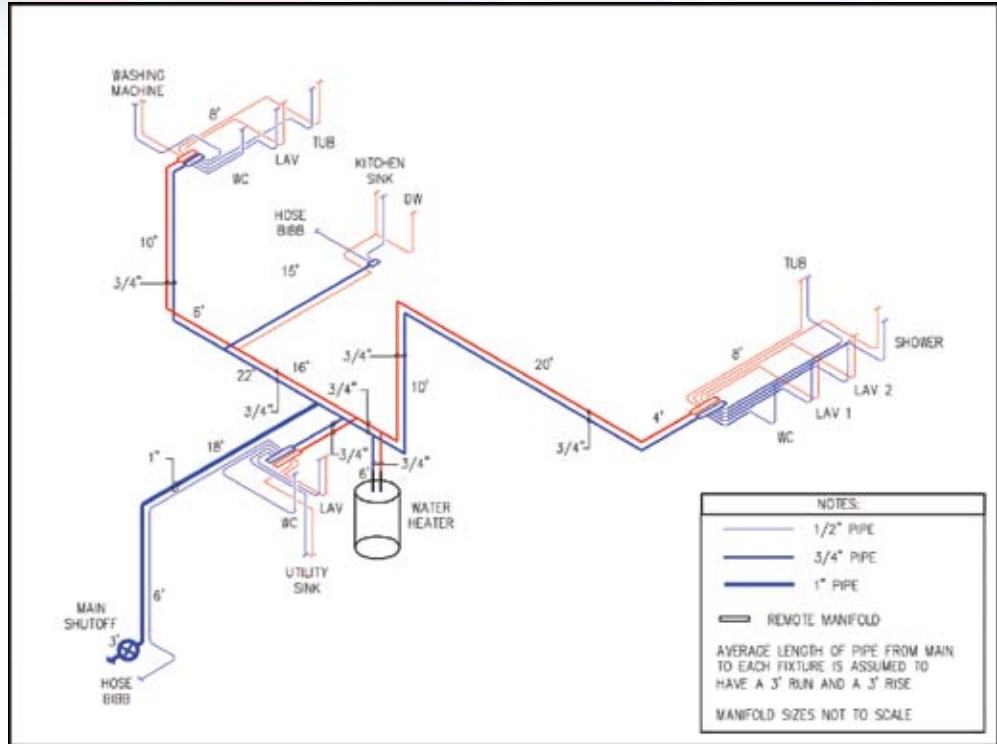 WASHING
MACHINE
8'
TUB
LAV
WC
KITCHEN
SINK
DW
HOSE
BIBB
10'
15'
3/4"
6'
16'
22'
3/4"
3/4"
3/4"
10'
20'
3/4"
TUB
8'
SHOWER
4'
LAV 2
LAV 1
WC
18'
1"
3/4"
3/4"
6'
LAV
WC
WATER
HEATER
UTILITY
SINK
6'
MAIN
SHUTOFF
3'
HOSE
BIBB
NOTES:
1/2" PIPE
3/4" PIPE
1" PIPE
REMOTE MANIFOLD
AVERAGE LENGTH OF PIPE FROM MAIN
TO EACH FIXTURE IS ASSUMED TO
HAVE A 3' RUN AND A 3' RISE
MANIFOLD SIZES NOT TO SCALE